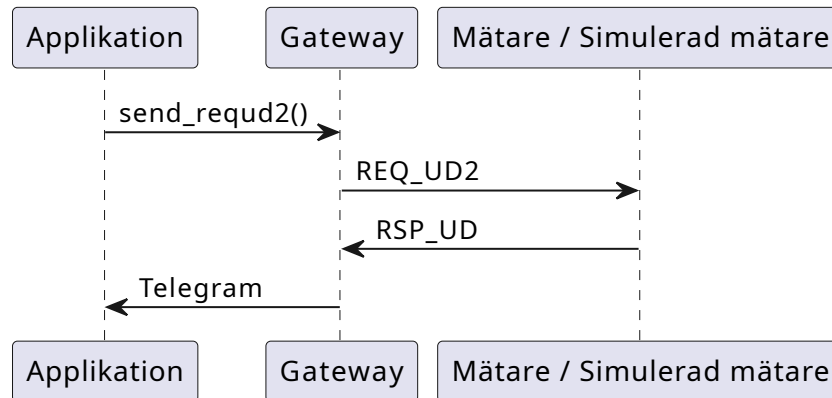 Applikation
Gateway
Mätare / Simulerad mätare
send_requd2()
REQ_UD2
RSP_UD
Telegram
Applikation
Gateway
Mätare / Simulerad mätare